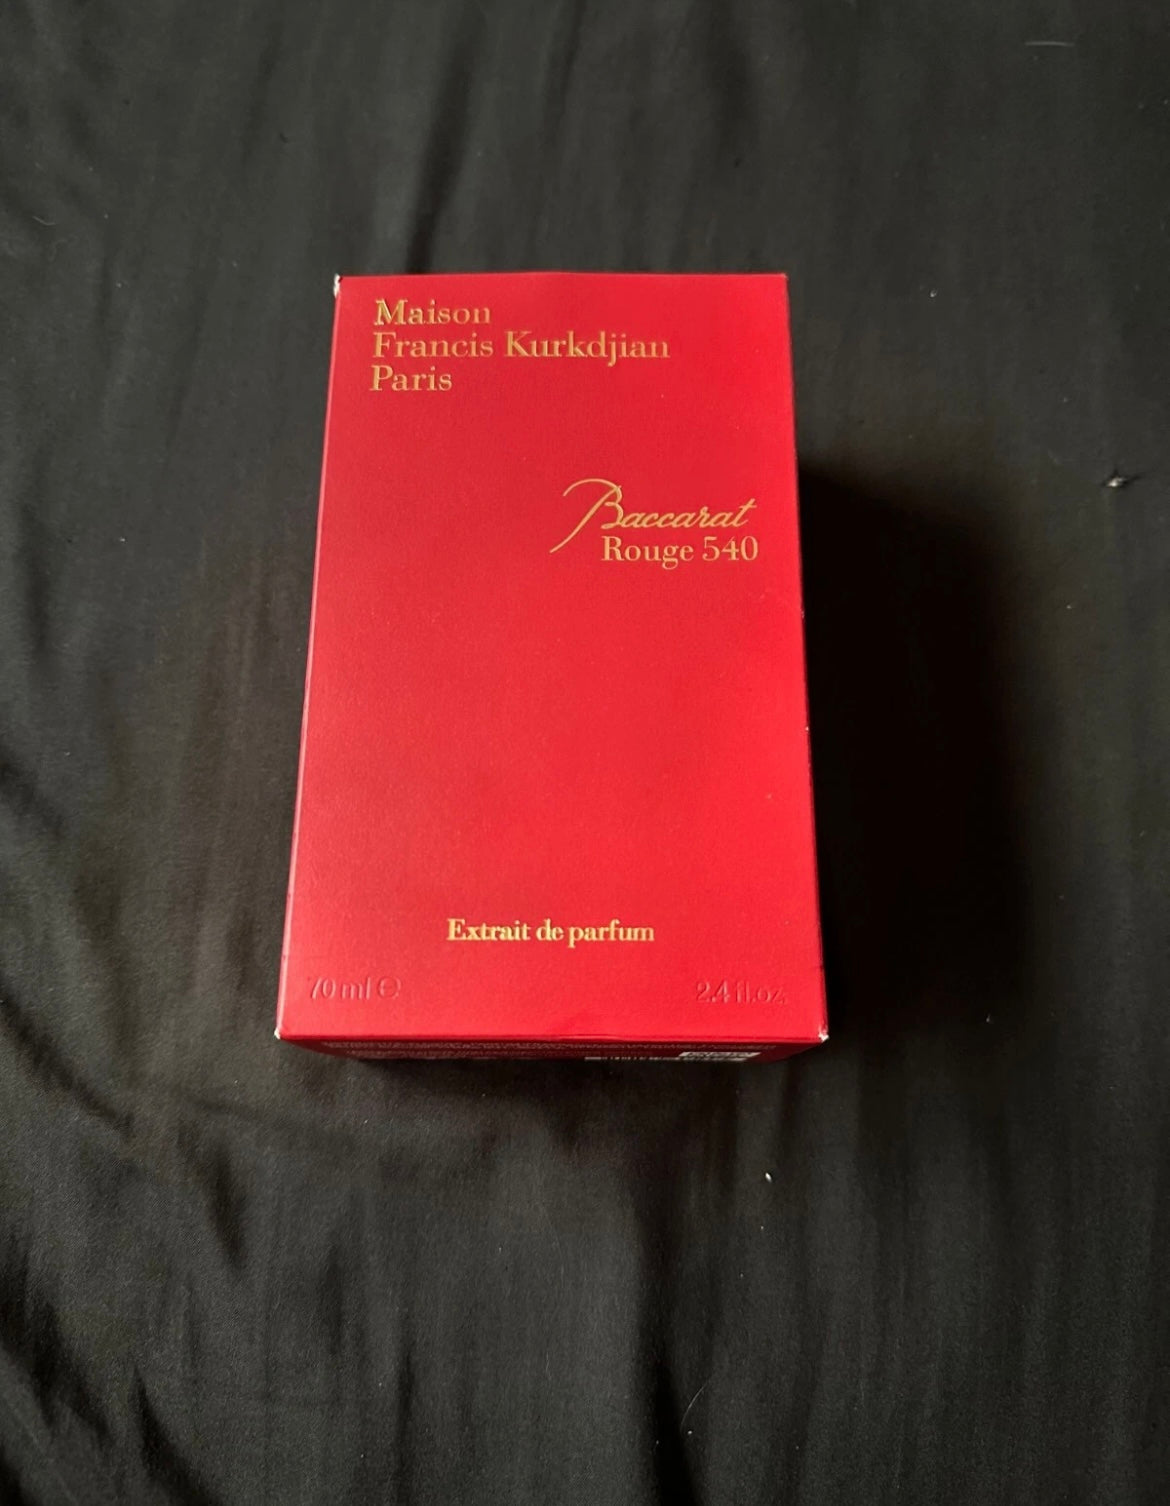 Maison
Francis Kurkdjian
Paris
Baccarat
Rouge 540
Extrait de parfum
70 ml ℮
2.4 fl.oz.